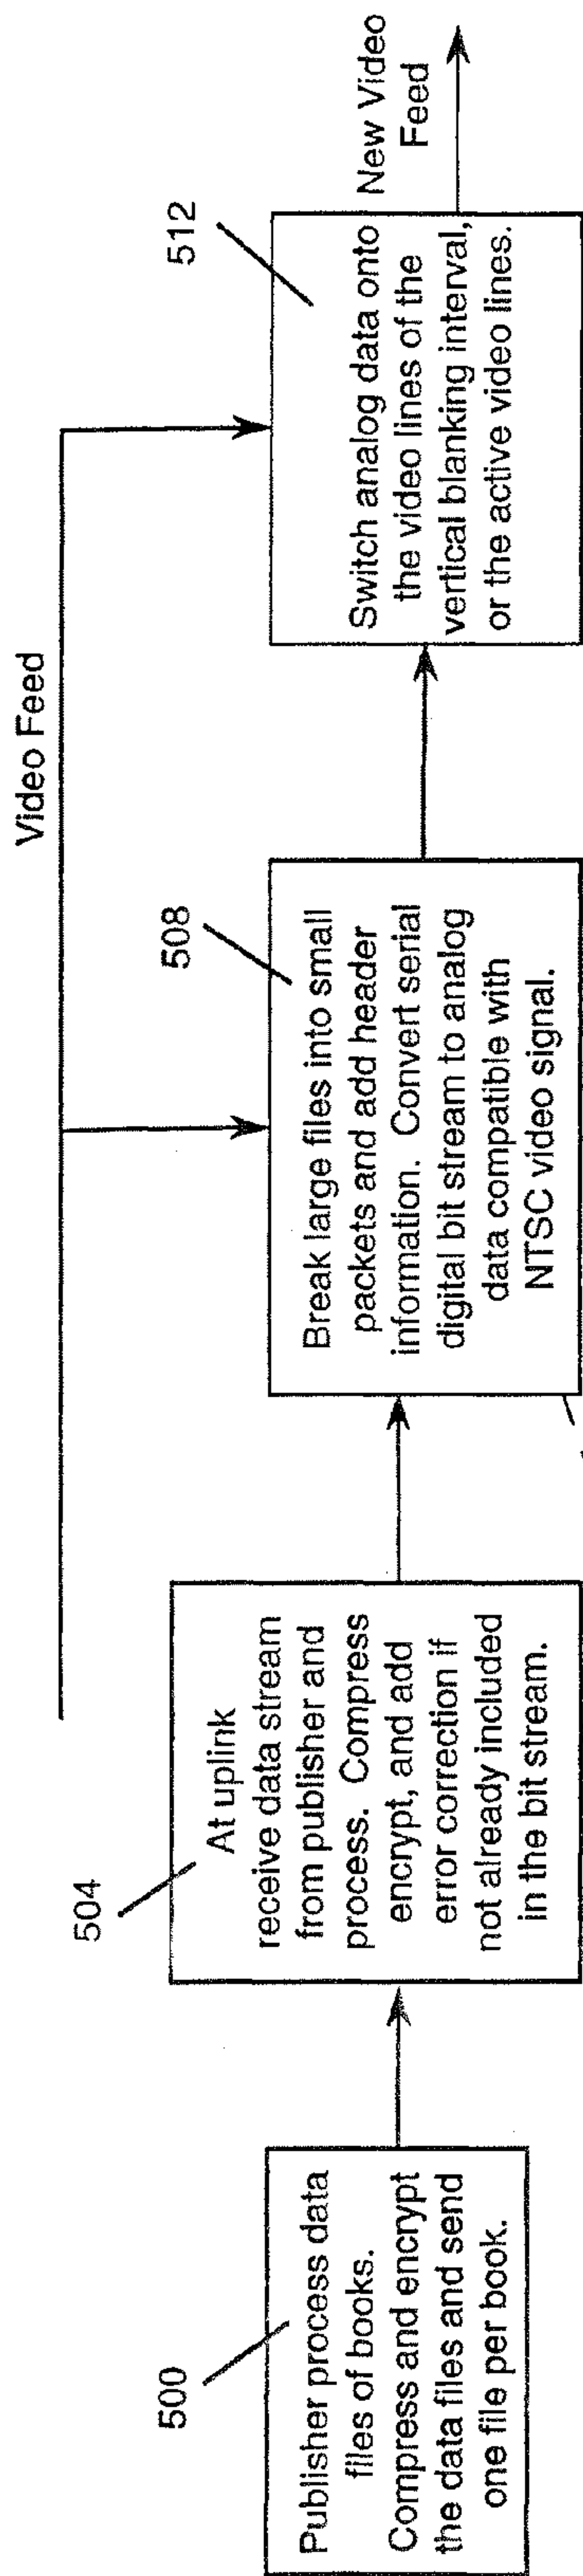 Video Feed
500
Publisher process data
files of books.
Compress and encrypt
the data files and send
one file per book.
504
At uplink
receive data stream
from publisher and
process. Compress
encrypt, and add
error correction if
not already included
in the bit stream.
508
Break large files into small
packets and add header
information. Convert serial
digital bit stream to analog
data compatible with
NTSC video signal.
512
Switch analog data onto
the video lines of the
vertical blanking interval,
or the active video lines.
New Video
Feed